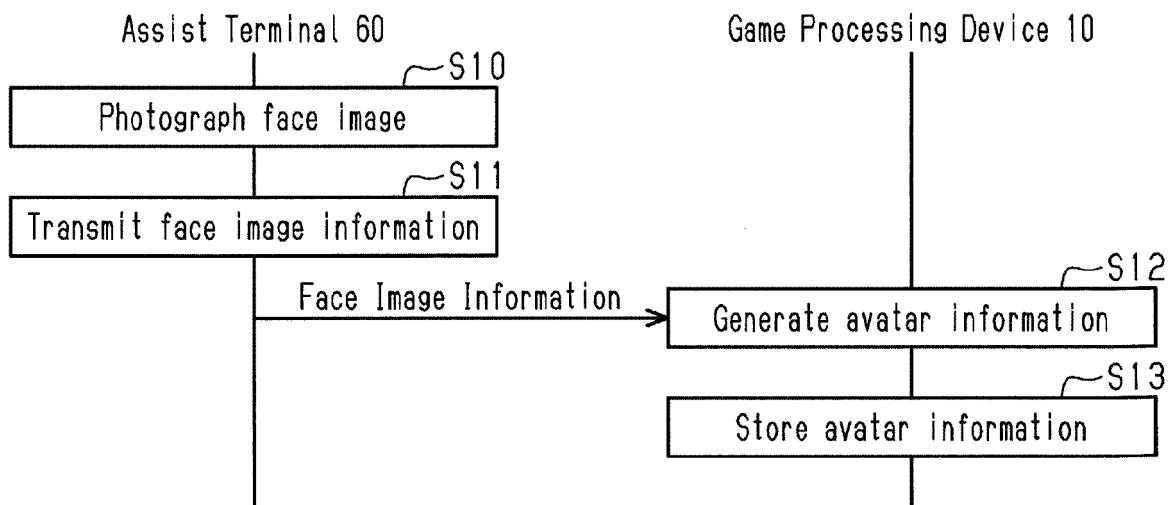 Assist Terminal 60
Game Processing Device 10
S10
Photograph face image
S11
Transmit face image information
Face Image Information
S12
Generate avatar information
S13
Store avatar information